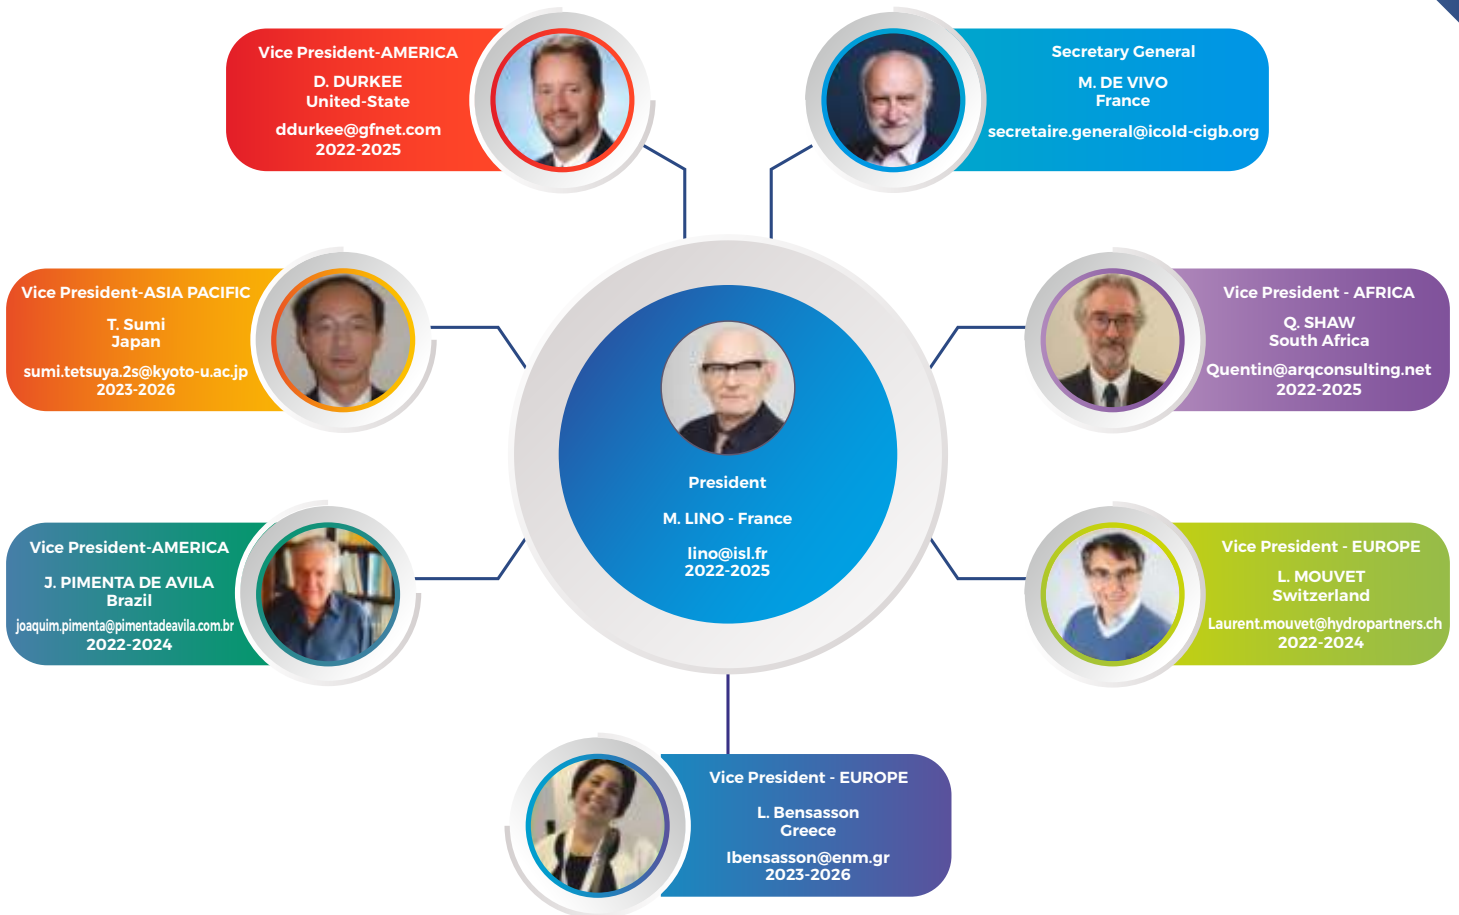 Vice President-AMERICA
D. DURKEE
United-State
ddurkee@gfnet.com
2022-2025
Secretary General
M. DE VIVO
France
secretaire.general@icold-cigb.org
Vice President-ASIA PACIFIC
T. Sumi
Japan
sumi.tetsuya.2s@kyoto-u.ac.jp
2023-2026
Vice President - AFRICA
Q. SHAW
South Africa
Quentin@arqconsulting.net
2022-2025
President
M. LINO - France
lino@isl.fr
2022-2025
Vice President-AMERICA
J. PIMENTA DE AVILA
Brazil
joaquim.pimenta@pimentadeavila.com.br
2022-2024
Vice President - EUROPE
L. MOUVET
Switzerland
Laurent.mouvet@hydropartners.ch
2022-2024
Vice President - EUROPE
L. Bensasson
Greece
lbensasson@enm.gr
2023-2026